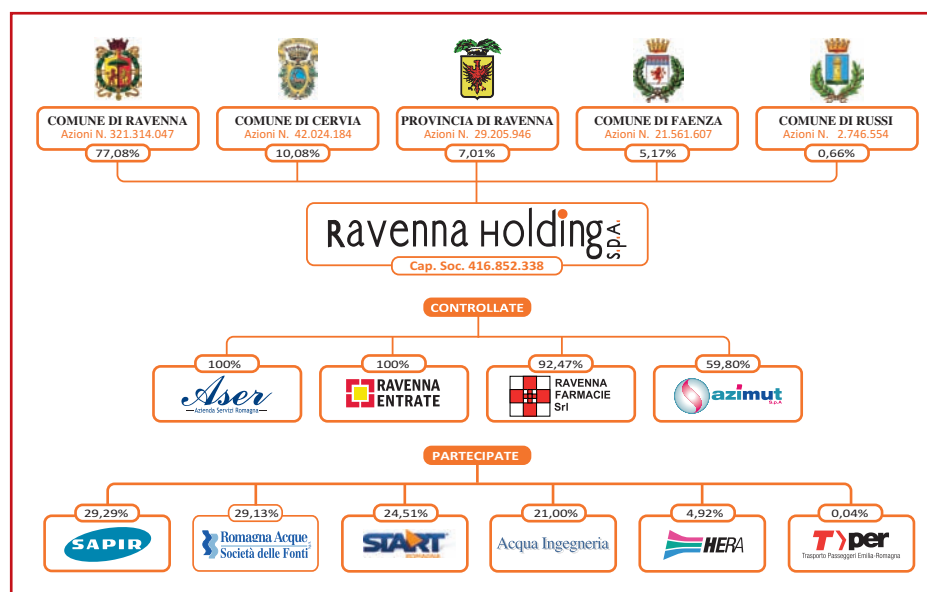 COMUNE DI RAVENNA
Azioni N. 321.314.047
77,08%
COMUNE DI CERVIA
Azioni N. 42.024.184
10,08%
PROVINCIA DI RAVENNA
Azioni N. 29.205.946
7,01%
COMUNE DI FAENZA
Azioni N. 21.561.607
5,17%
COMUNE DI RUSSI
Azioni N. 2.746.554
0,66%
Ravenna Holding S.p.A.
Cap. Soc. 416.852.338
CONTROLLATE
100%
Aser
Azienda Servizi Romagna
100%
RAVENNA
ENTRATE
92,47%
RAVENNA
FARMACIE
Srl
59,80%
azimut
S.p.A
PARTECIPATE
29,29%
SAPIR
29,13%
Romagna Acque
Società delle Fonti
24,51%
START
21,00%
Acqua Ingegneria
4,92%
HERA
0,04%
T>per
Trasporto Passeggeri Emilia-Romagna